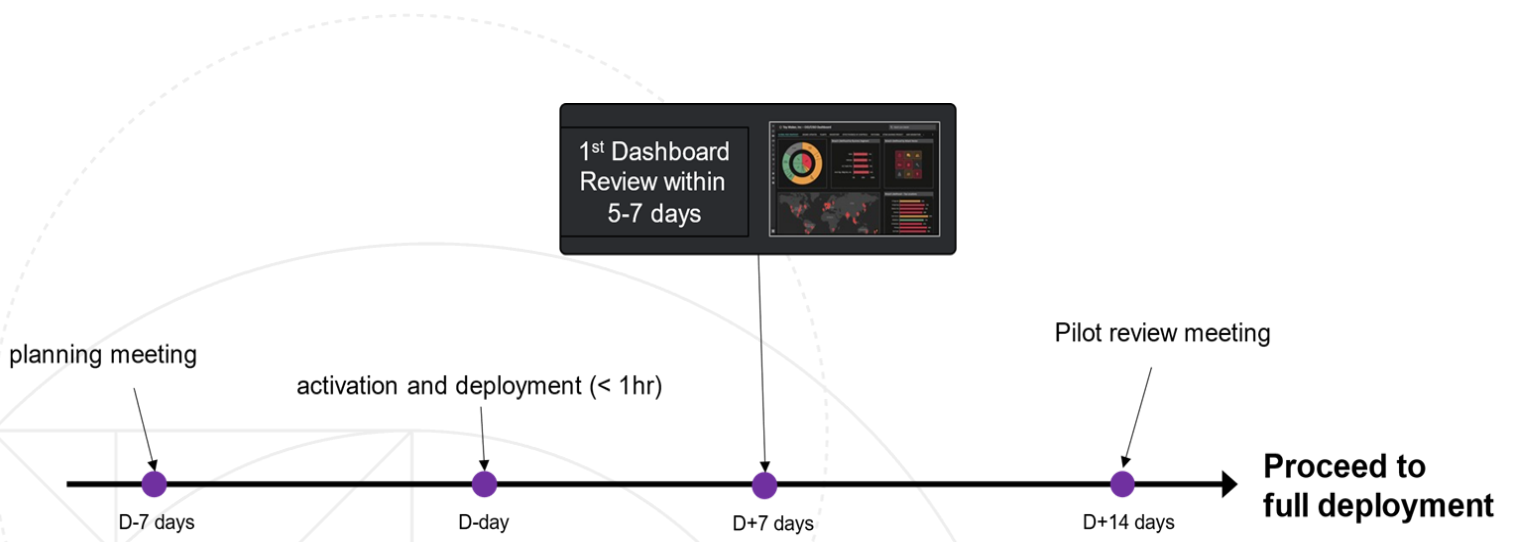 1st Dashboard
Review within
5-7 days
Pilot review meeting
planning meeting
activation and deployment (< 1hr)
Proceed to
full deployment
D-7 days
D-day
D+7 days
D+14 days